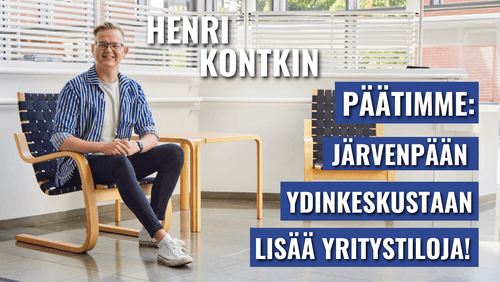 HENRI
KONTKIN
PÄÄTIMME:
JÄRVENPÄÄN
YDINKESKUSTAAN
LISÄÄ YRITYSTILOJA!